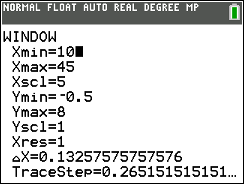 NORMAL FLOAT AUTO REAL DEGREE MP
WINDOW
Xmin=10
Xmax=45
Xscl=5
Ymin=-0.5
Ymax=8
Yscl=1
Xres=1
△X=0.13257575757576
TraceStep=0.265151515151...